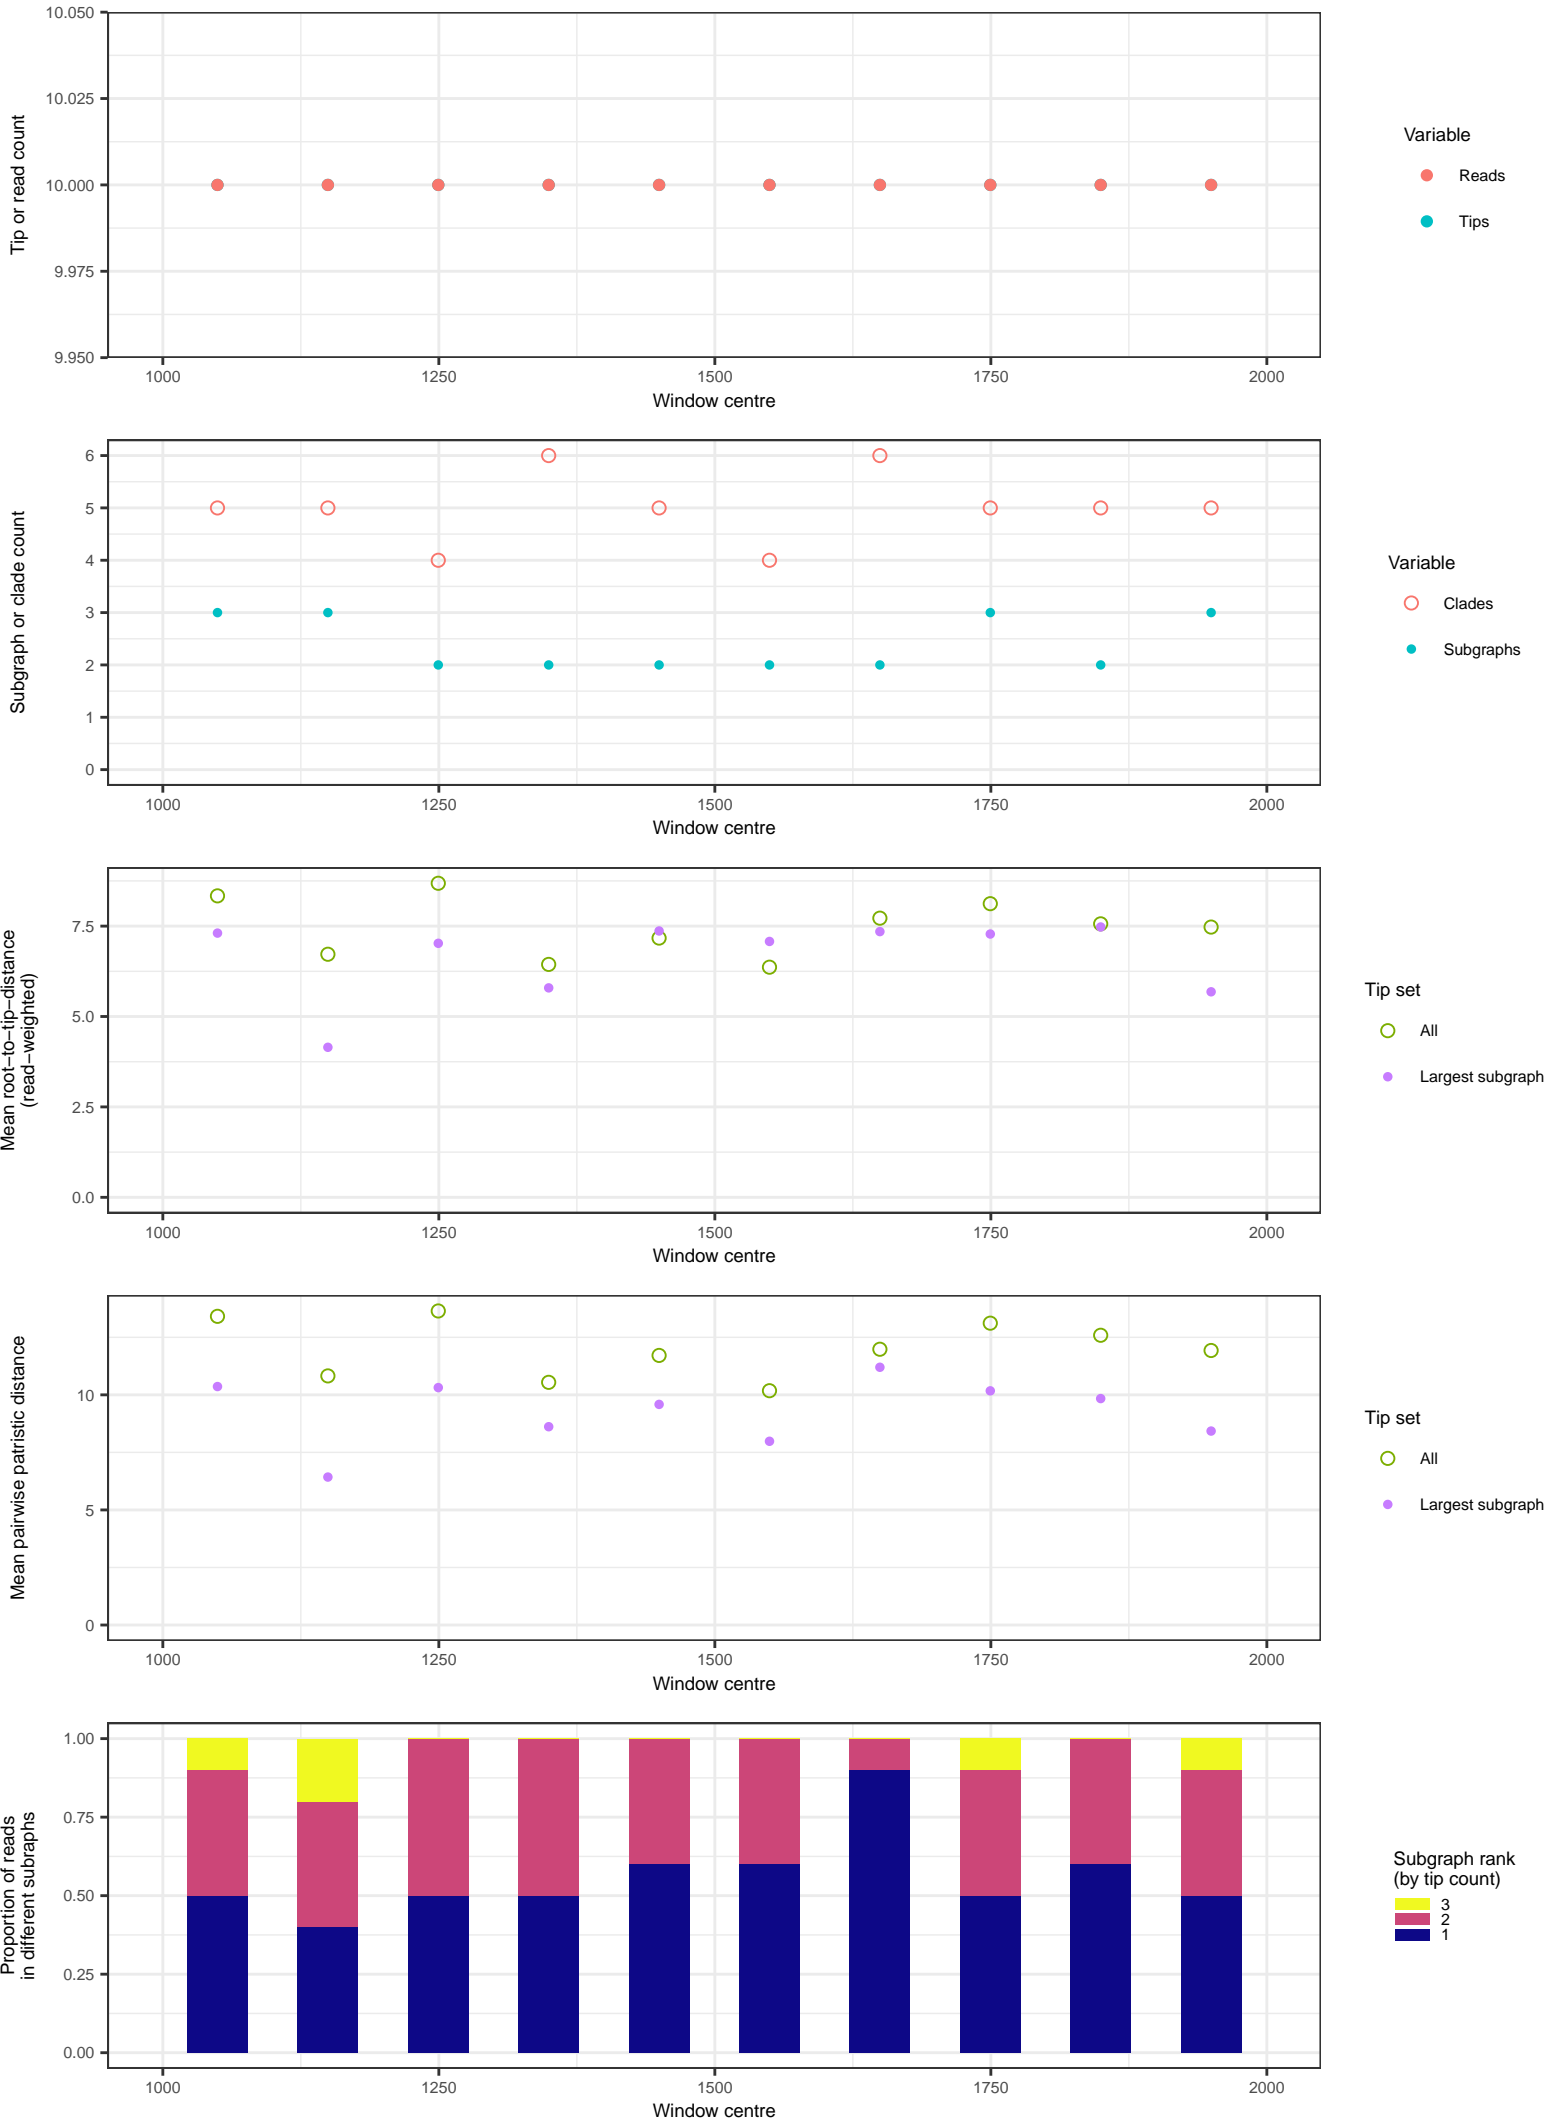 10.050
10.025
10.000
9.975
9.950
Tip or read count
1000 1250 1500 1750 2000
Window centre
Variable
Reads
Tips
6
5
4
3
2
1
0
Subgraph or clade count
1000 1250 1500 1750 2000
Window centre
Variable
Clades
Subgraphs
7.5
5.0
2.5
0.0
Mean root−to−tip−distance
(read−weighted)
1000 1250 1500 1750 2000
Window centre
Tip set
All
Largest subgraph
10
5
0
Mean pairwise patristic distance
1000 1250 1500 1750 2000
Window centre
Tip set
All
Largest subgraph
1.00
0.75
0.50
0.25
0.00
Proportion of reads
in different subraphs
1000 1250 1500 1750 2000
Window centre
Subgraph rank
(by tip count)
3
2
1